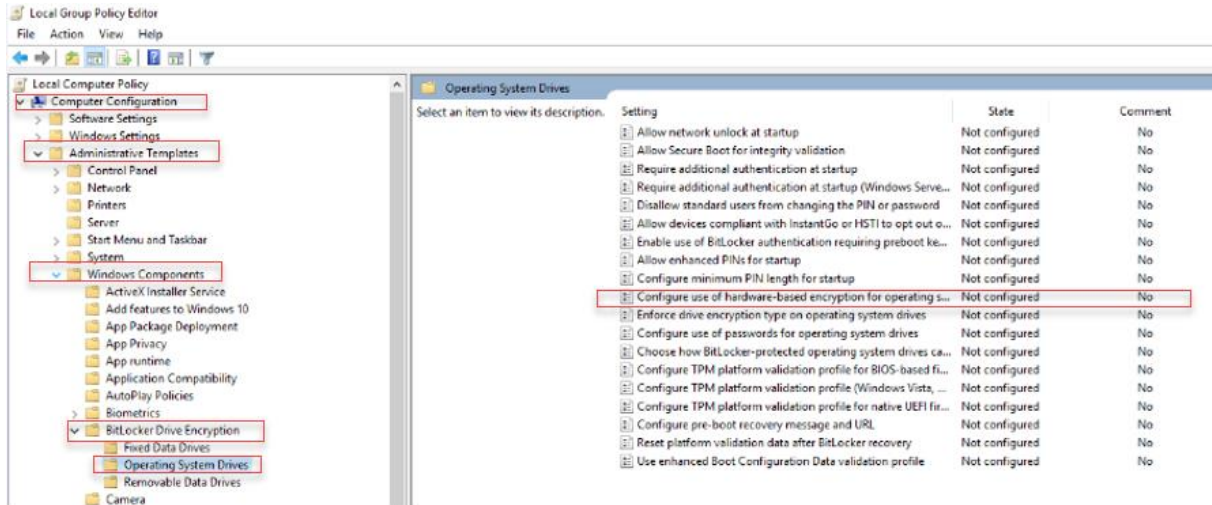 Local Group Policy Editor
File Action View Help
Local Computer Policy
Computer Configuration
Software Settings
Windows Settings
Administrative Templates
Control Panel
Network
Printers
Server
Start Menu and Taskbar
System
Windows Components
ActiveX Installer Service
Add features to Windows 10
App Package Deployment
App Privacy
App runtime
Application Compatibility
AutoPlay Policies
Biometrics
BitLocker Drive Encryption
Fixed Data Drives
Operating System Drives
Removable Data Drives
Camera
Operating System Drives
Select an item to view its description.
Setting State Comment
Allow network unlock at startup Not configured No
Allow Secure Boot for integrity validation Not configured No
Require additional authentication at startup Not configured No
Require additional authentication at startup (Windows Serve... Not configured No
Disallow standard users from changing the PIN or password Not configured No
Allow devices compliant with InstantGo or HSTI to opt out o... Not configured No
Enable use of BitLocker authentication requiring preboot ke... Not configured No
Allow enhanced PINs for startup Not configured No
Configure minimum PIN length for startup Not configured No
Configure use of hardware-based encryption for operating s... Not configured No
Enforce drive encryption type on operating system drives Not configured No
Configure use of passwords for operating system drives Not configured No
Choose how BitLocker-protected operating system drives ca... Not configured No
Configure TPM platform validation profile for BIOS-based fi... Not configured No
Configure TPM platform validation profile (Windows Vista, ... Not configured No
Configure TPM platform validation profile for native UEFI fir... Not configured No
Configure pre-boot recovery message and URL Not configured No
Reset platform validation data after BitLocker recovery Not configured No
Use enhanced Boot Configuration Data validation profile Not configured No